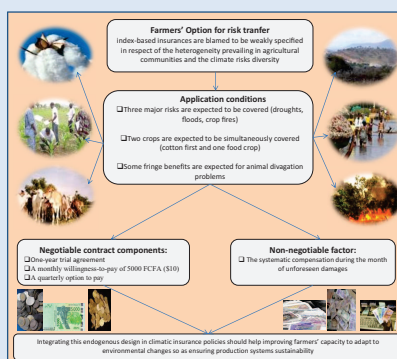 Farmers' Option for risk tranfer
index-based insurances are blamed to be weakly specified
in respect of the heterogeneity prevailing in agricultural
communities and the climate risks diversity
Application conditions
❑Three major risks are expected to be covered (droughts,
floods, crop fires)
❑Two crops are expected to be simultaneously covered
(cotton first and one food crop)
❑Some fringe benefits are expected for animal divagation
problems
Negotiable contract components:
❑One-year trial agreement
❑A monthly willingness-to-pay of 5000 FCFA ($10)
❑A quarterly option to pay
Non-negotiable factor:
❑ The systematic compensation during the month
of unforeseen damages
Integrating this endogenous design in climatic insurance policies should help improving farmers' capacity to adapt to
environmental changes so as ensuring production systems sustainability